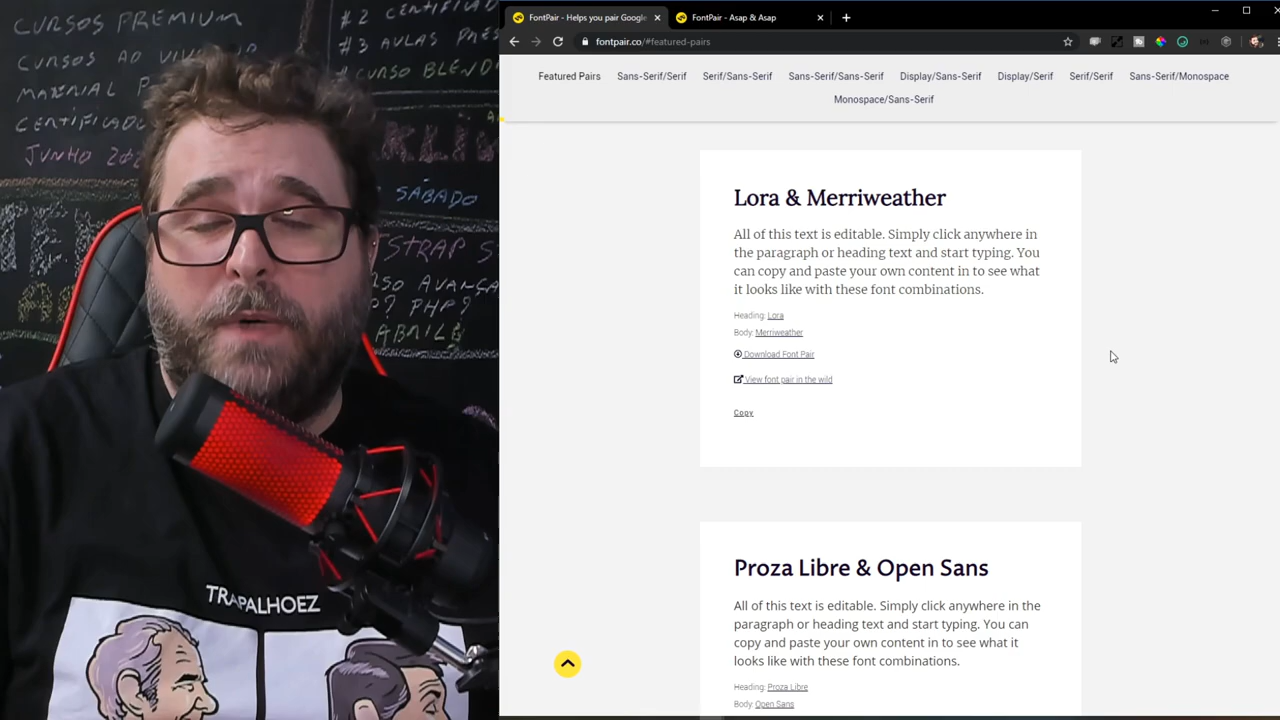 CURSOS PREMIUM
CURSOS AO VIVO
MARNIAL
CERTIFICADO
JUNHO
#2 CERTIFICA
#3 AULAS PRES
CURSO BLEND
SÁBADO
TSTRAP
AVANÇA
PHP?
TRAPALHOEZ
FontPair - Helps you pair Google
FontPair - Asap & Asap
fontpair.co/#featured-pairs
Featured Pairs Sans-Serif/Serif Serif/Sans-Serif Sans-Serif/Sans-Serif Display/Sans-Serif Display/Serif Serif/Serif Sans-Serif/Monospace
Monospace/Sans-Serif
Lora & Merriweather
All of this text is editable. Simply click anywhere in
the paragraph or heading text and start typing. You
can copy and paste your own content in to see what
it looks like with these font combinations.
Heading: Lora
Body: Merriweather
Download Font Pair
View font pair in the wild
Copy
Proza Libre & Open Sans
All of this text is editable. Simply click anywhere in the
paragraph or heading text and start typing. You can
copy and paste your own content in to see what it
looks like with these font combinations.
Heading: Proza Libre
Body: Open Sans